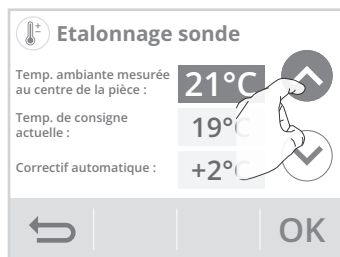 Etalonnage sonde
Temp. ambiante mesurée
au centre de la pièce :
21°C
Temp. de consigne
actuelle :
19°C
Correctif automatique :
+2°C
OK